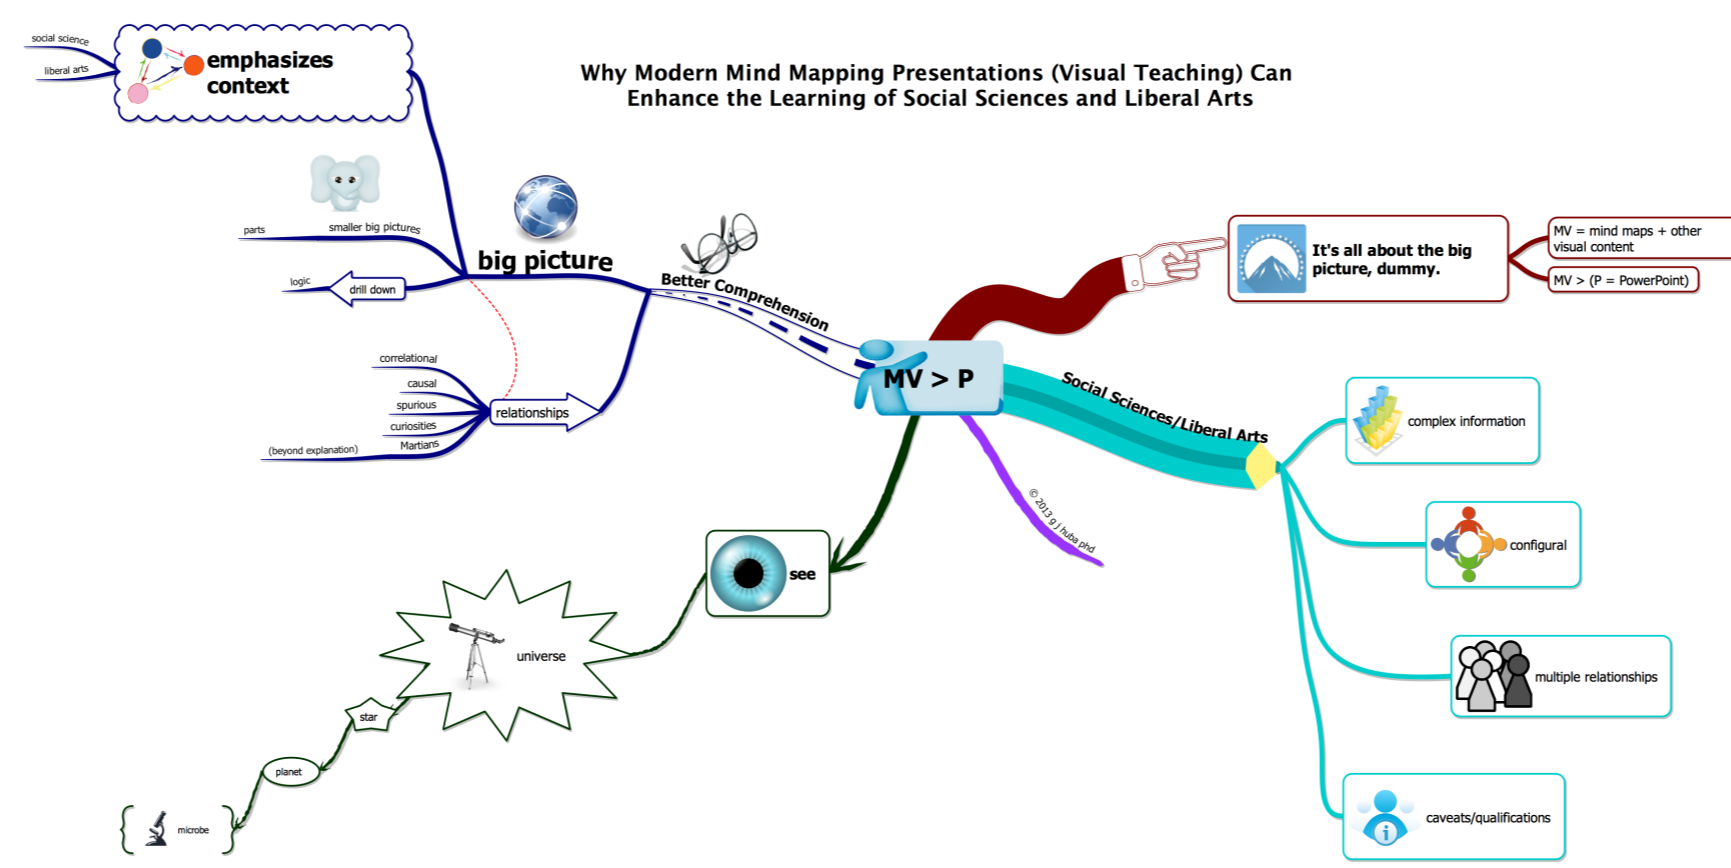 Why Modern Mind Mapping Presentations (Visual Teaching) Can
Enhance the Learning of Social Sciences and Liberal Arts
social science
liberal arts
emphasizes
context
parts
smaller big pictures
logic
drill down
big picture
Better Comprehension
correlational
causal
spurious
curiosities
(beyond explanation)
Martians
relationships
MV > P
It's all about the big
picture, dummy.
MV = mind maps + other
visual content
MV > (P = PowerPoint)
Social Sciences/Liberal Arts
complex information
configural
multiple relationships
caveats/qualifications
© 2013 g j huba phd
see
universe
star
planet
microbe